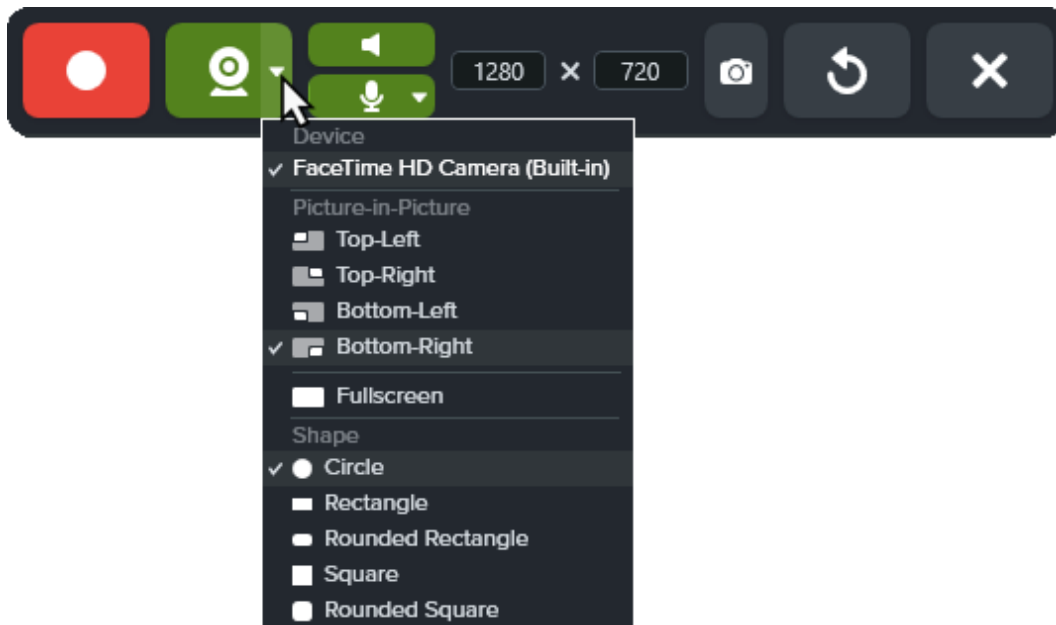 1280 × 720
Device
✓ FaceTime HD Camera (Built-in)
Picture-in-Picture
Top-Left
Top-Right
Bottom-Left
✓ Bottom-Right
Fullscreen
Shape
✓ Circle
Rectangle
Rounded Rectangle
Square
Rounded Square